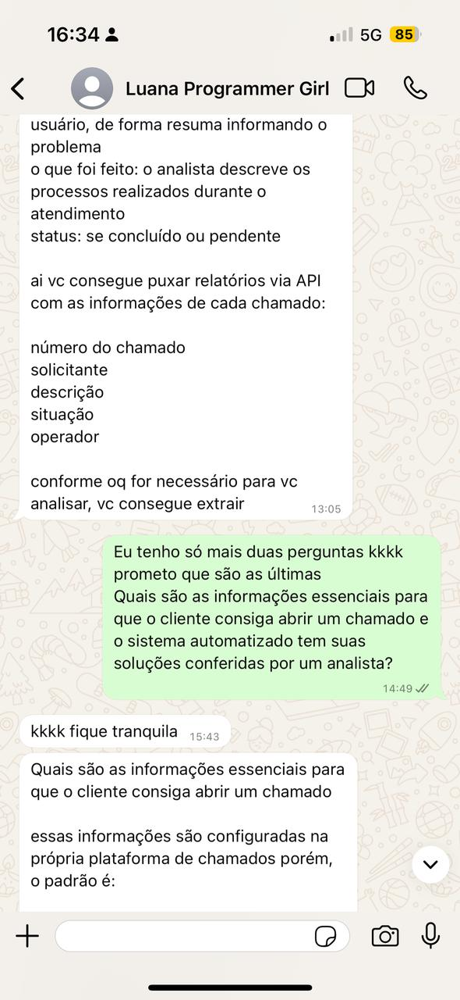 16:34
5G
85
Luana Programmer Girl
usuário, de forma resuma informando o
problema
o que foi feito: o analista descreve os
processos realizados durante o
atendimento
status: se concluído ou pendente
ai vc consegue puxar relatórios via API
com as informações de cada chamado:
número do chamado
solicitante
descrição
situação
operador
conforme oq for necessário para vc
analisar, vc consegue extrair
13:05
Eu tenho só mais duas perguntas kkkk
prometo que são as últimas
Quais são as informações essenciais para
que o cliente consiga abrir um chamado e
o sistema automatizado tem suas
soluções conferidas por um analista?
14:49
kkkk fique tranquila
15:43
Quais são as informações essenciais para
que o cliente consiga abrir um chamado
essas informações são configuradas na
própria plataforma de chamados porém,
o padrão é: